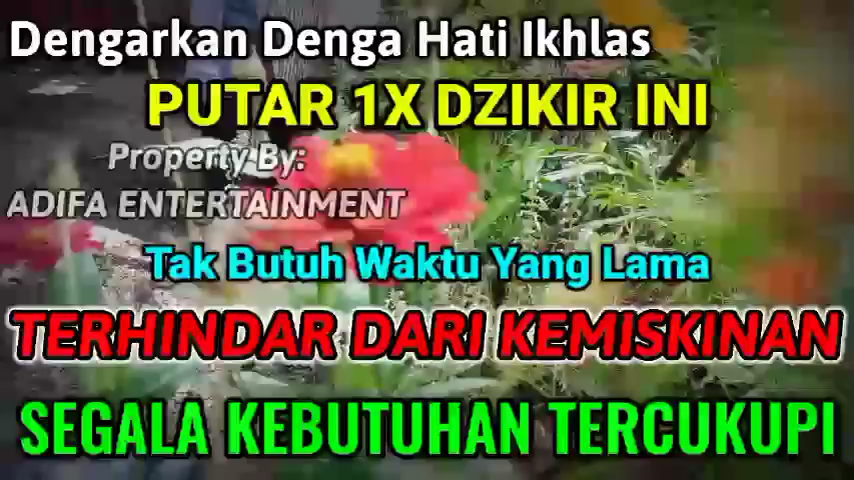 Dengarkan Denga Hati Ikhlas
PUTAR 1X DZIKIR INI
Property By:
ADIFA ENTERTAINMENT
Tak Butuh Waktu Yang Lama
TERHINDAR DARI KEMISKINAN
SEGALA KEBUTUHAN TERCUKUPI